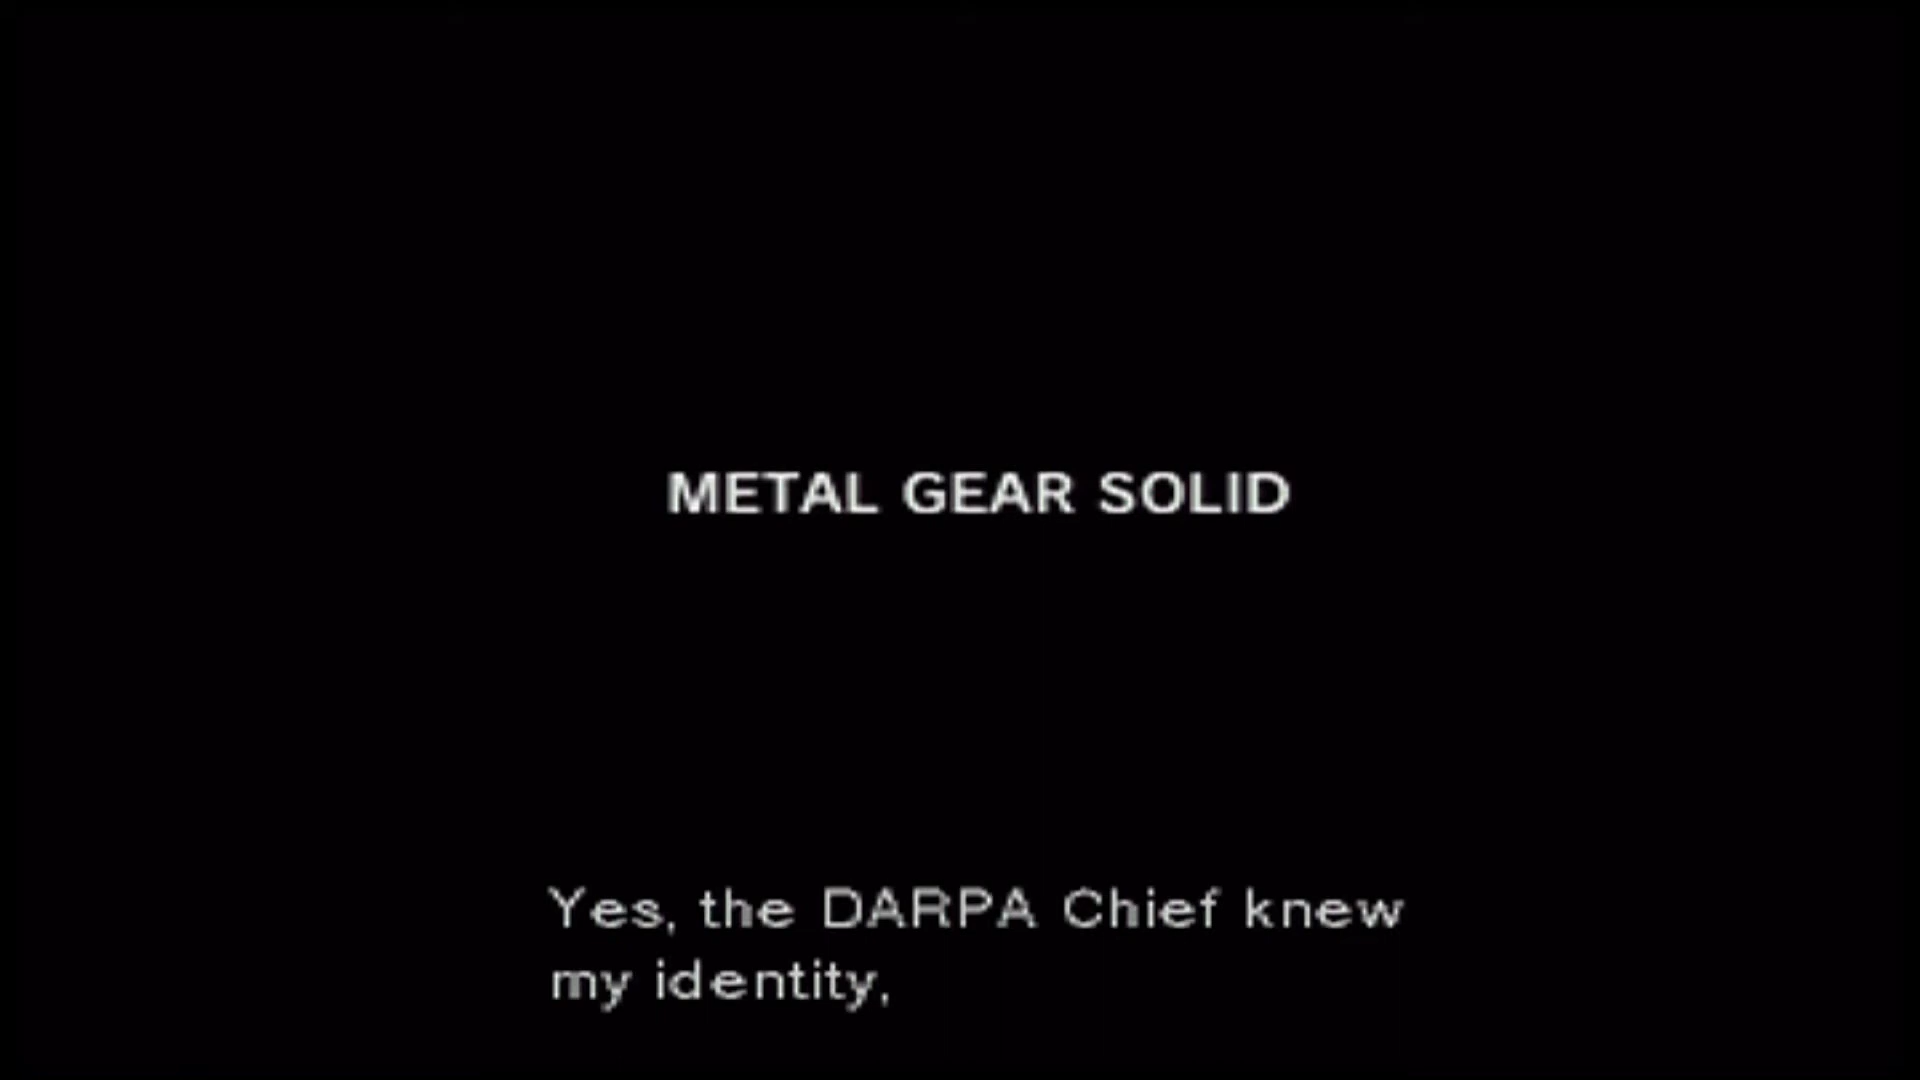 METAL GEAR SOLID
Yes, the DARPA Chief knew
my identity,